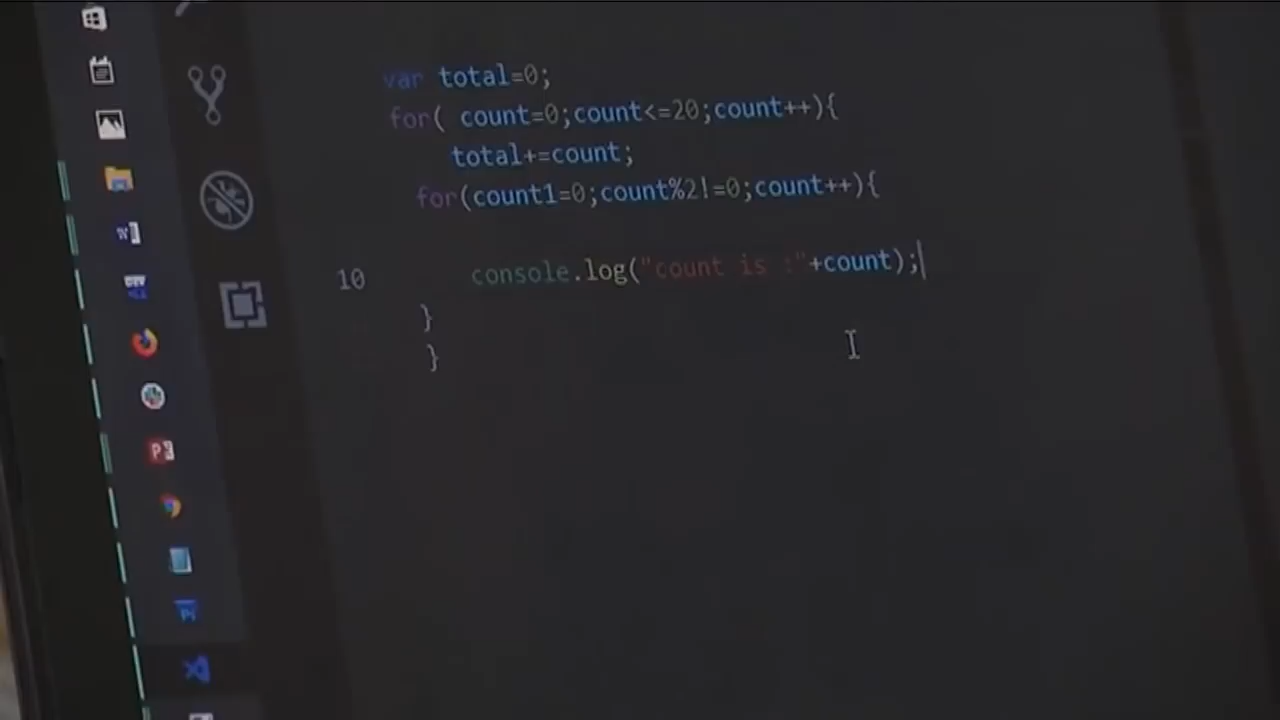 var total=0;
for( count=0;count<=20;count++){
total+=count;
for(count1=0;count%2!=0;count++){
10 console.log("count is :"+count);
}
}